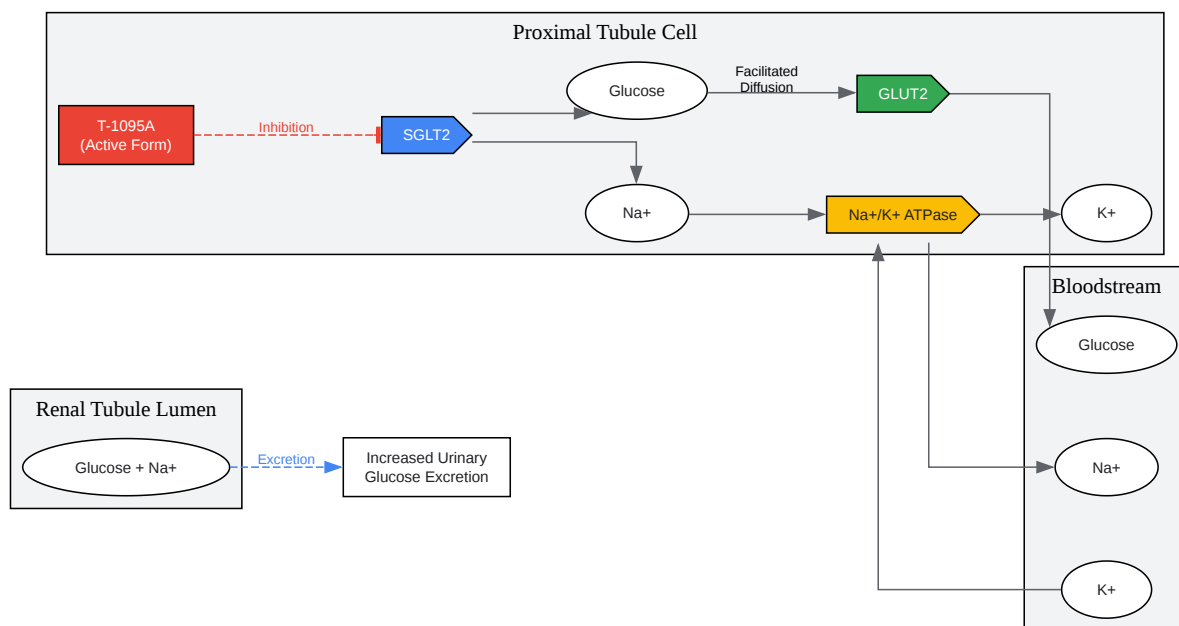 Proximal Tubule Cell
T-1095A
(Active Form)
Inhibition
SGLT2
Glucose
Facilitated
Diffusion
GLUT2
Na+
Na+/K+ ATPase
K+
Bloodstream
Glucose
Na+
K+
Renal Tubule Lumen
Glucose + Na+
Excretion
Increased Urinary
Glucose Excretion